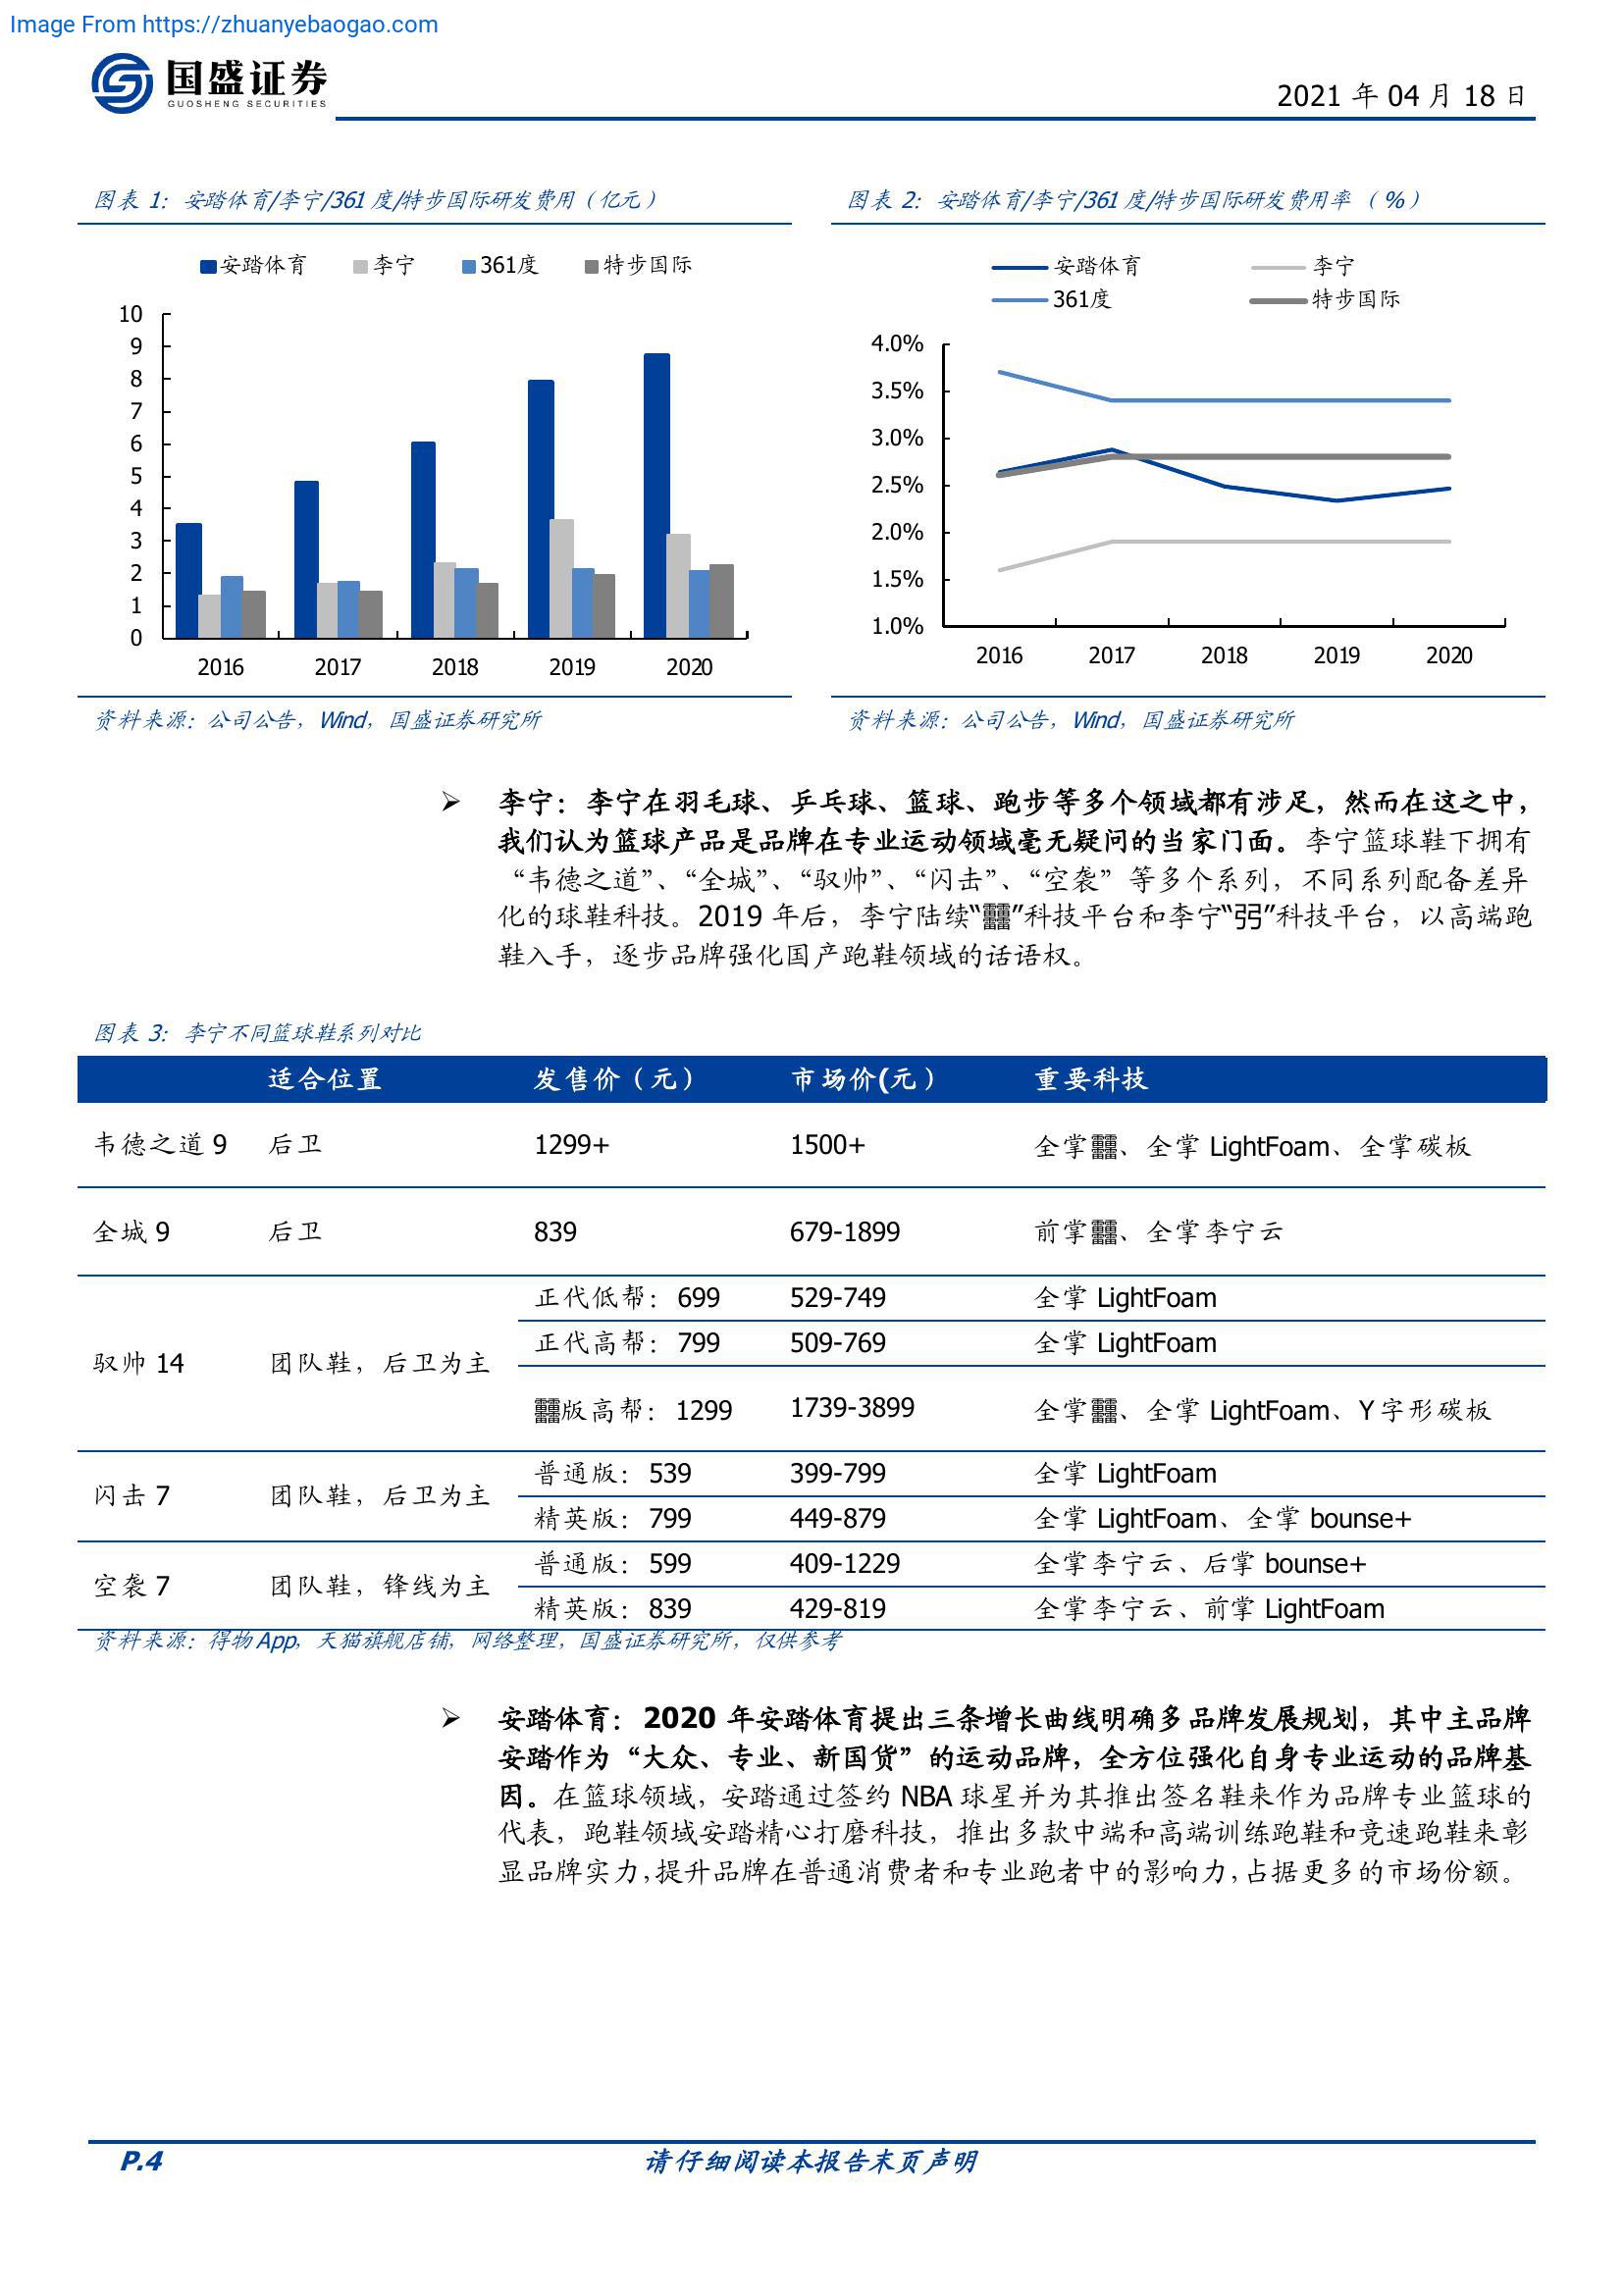 Image From https://zhuanyebaogao.com
国盛证券
GUOSHENG SECURITIES
2021 年 04 月 18 日
图表 1：安踏体育/李宁/361 度/特步国际研发费用（亿元）
安踏体育 李宁 361度 特步国际
10
9
8
7
6
5
4
3
2
1
0
2016 2017 2018 2019 2020
资料来源：公司公告，Wind，国盛证券研究所
图表 2：安踏体育/李宁/361 度/特步国际研发费用率（%）
安踏体育 李宁
361度 特步国际
4.0%
3.5%
3.0%
2.5%
2.0%
1.5%
1.0%
2016 2017 2018 2019 2020
资料来源：公司公告，Wind，国盛证券研究所
➢ 李宁：李宁在羽毛球、乒乓球、篮球、跑步等多个领域都有涉足，然而在这之中，
我们认为篮球产品是品牌在专业运动领域毫无疑问的当家门面。李宁篮球鞋下拥有
“韦德之道”、“全城”、“驭帅”、“闪击”、“空袭”等多个系列，不同系列配备差异
化的球鞋科技。2019 年后，李宁陆续“䨻”科技平台和李宁“弜”科技平台，以高端跑
鞋入手，逐步品牌强化国产跑鞋领域的话语权。
图表 3：李宁不同篮球鞋系列对比
适合位置 发售价（元） 市场价(元） 重要科技
韦德之道 9 后卫 1299+ 1500+ 全掌䨻、全掌 LightFoam、全掌碳板
全城 9 后卫 839 679-1899 前掌䨻、全掌李宁云
正代低帮：699 529-749 全掌 LightFoam
正代高帮：799 509-769 全掌 LightFoam
驭帅 14 团队鞋，后卫为主
䨻版高帮：1299 1739-3899 全掌䨻、全掌 LightFoam、Y 字形碳板
普通版：539 399-799 全掌 LightFoam
闪击 7 团队鞋，后卫为主
精英版：799 449-879 全掌 LightFoam、全掌 bounse+
普通版：599 409-1229 全掌李宁云、后掌 bounse+
空袭 7 团队鞋，锋线为主
精英版：839 429-819 全掌李宁云、前掌 LightFoam
资料来源：得物 App，天猫旗舰店铺，网络整理，国盛证券研究所，仅供参考
➢ 安踏体育：2020 年安踏体育提出三条增长曲线明确多品牌发展规划，其中主品牌
安踏作为“大众、专业、新国货”的运动品牌，全方位强化自身专业运动的品牌基
因。在篮球领域，安踏通过签约 NBA 球星并为其推出签名鞋来作为品牌专业篮球的
代表，跑鞋领域安踏精心打磨科技，推出多款中端和高端训练跑鞋和竞速跑鞋来彰
显品牌实力,提升品牌在普通消费者和专业跑者中的影响力,占据更多的市场份额。
P.4 请仔细阅读本报告末页声明